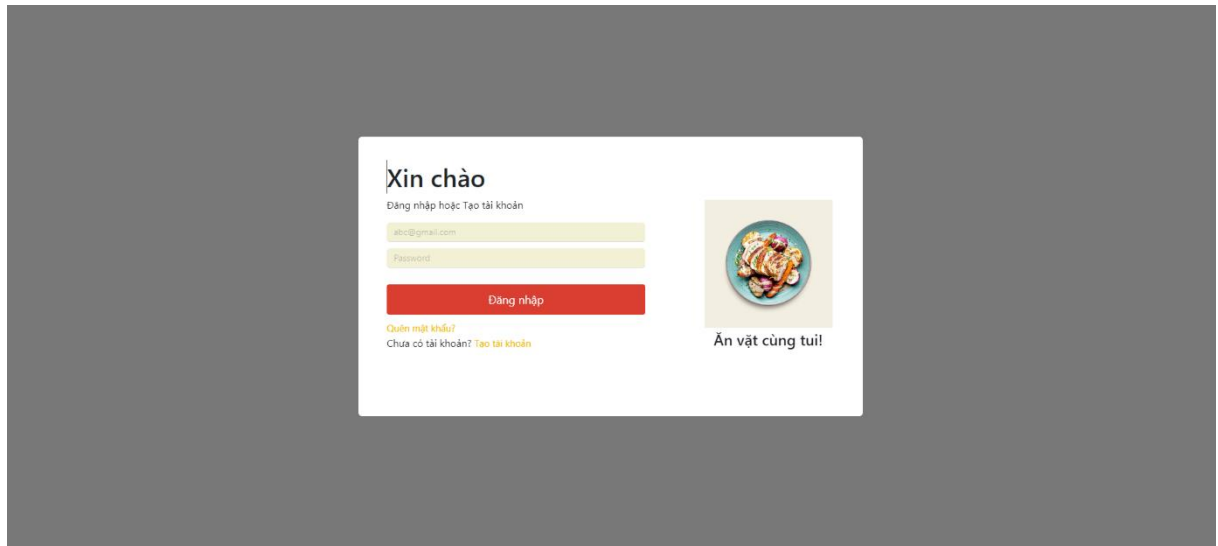 Xin chào
Đăng nhập hoặc Tạo tài khoản
abc@gmail.com
Password
Đăng nhập
Quên mật khẩu?
Chưa có tài khoản? Tạo tài khoản
Ăn vặt cùng tui!